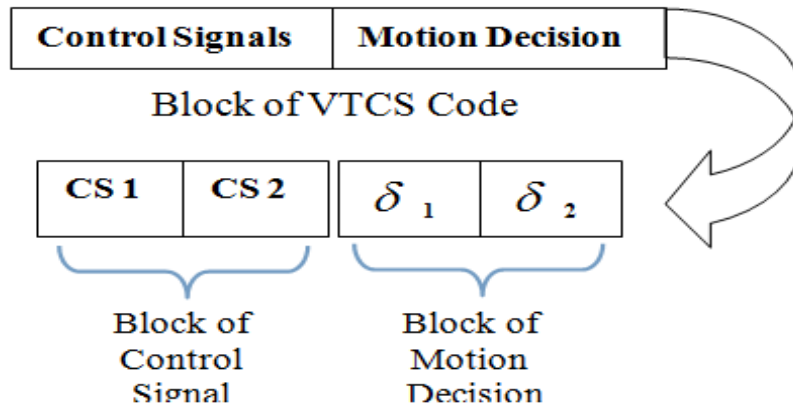 Control Signals Motion Decision
Block of VTCS Code
CS 1 CS 2 δ 1 δ 2
Block of Block of
Control Motion
Signal Decision